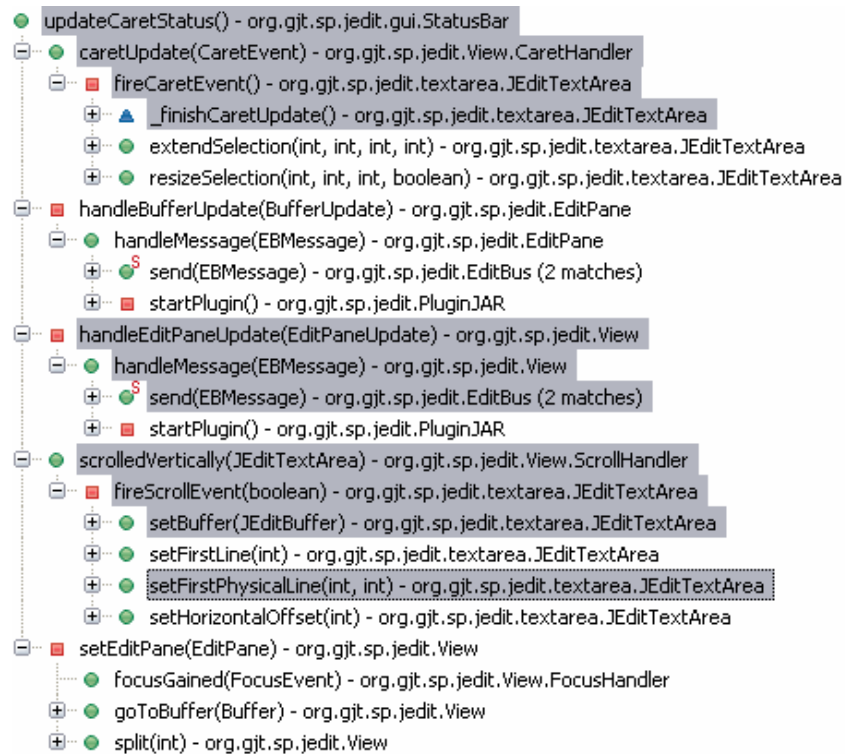 updateCaretStatus() - org.gjt.sp.jedit.gui.StatusBar
caretUpdate(CaretEvent) - org.gjt.sp.jedit.View.CaretHandler
fireCaretEvent() - org.gjt.sp.jedit.textarea.JEditTextArea
_finishCaretUpdate() - org.gjt.sp.jedit.textarea.JEditTextArea
extendSelection(int, int, int, int) - org.gjt.sp.jedit.textarea.JEditTextArea
resizeSelection(int, int, int, boolean) - org.gjt.sp.jedit.textarea.JEditTextArea
handleBufferUpdate(BufferUpdate) - org.gjt.sp.jedit.EditPane
handleMessage(EBMessage) - org.gjt.sp.jedit.EditPane
S send(EBMessage) - org.gjt.sp.jedit.EditBus (2 matches)
startPlugin() - org.gjt.sp.jedit.PluginJAR
handleEditPaneUpdate(EditPaneUpdate) - org.gjt.sp.jedit.View
handleMessage(EBMessage) - org.gjt.sp.jedit.View
S send(EBMessage) - org.gjt.sp.jedit.EditBus (2 matches)
startPlugin() - org.gjt.sp.jedit.PluginJAR
scrolledVertically(JEditTextArea) - org.gjt.sp.jedit.View.ScrollHandler
fireScrollEvent(boolean) - org.gjt.sp.jedit.textarea.JEditTextArea
setBuffer(JEditBuffer) - org.gjt.sp.jedit.textarea.JEditTextArea
setFirstLine(int) - org.gjt.sp.jedit.textarea.JEditTextArea
setFirstPhysicalLine(int, int) - org.gjt.sp.jedit.textarea.JEditTextArea
setHorizontalOffset(int) - org.gjt.sp.jedit.textarea.JEditTextArea
setEditPane(EditPane) - org.gjt.sp.jedit.View
focusGained(FocusEvent) - org.gjt.sp.jedit.View.FocusHandler
goToBuffer(Buffer) - org.gjt.sp.jedit.View
split(int) - org.gjt.sp.jedit.View